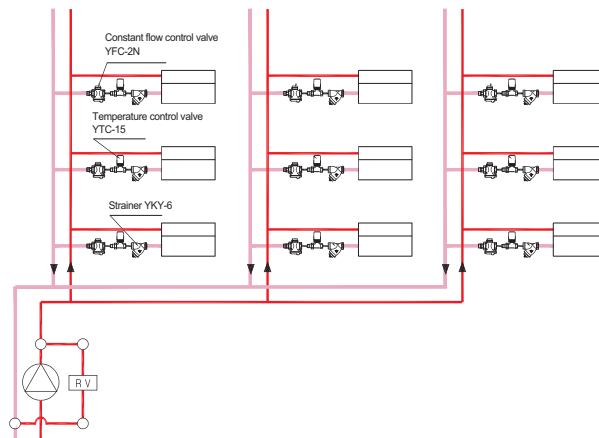 Constant flow control valve
YFC-2N
Temperature control valve
YTC-15
Strainer YKY-6
R V